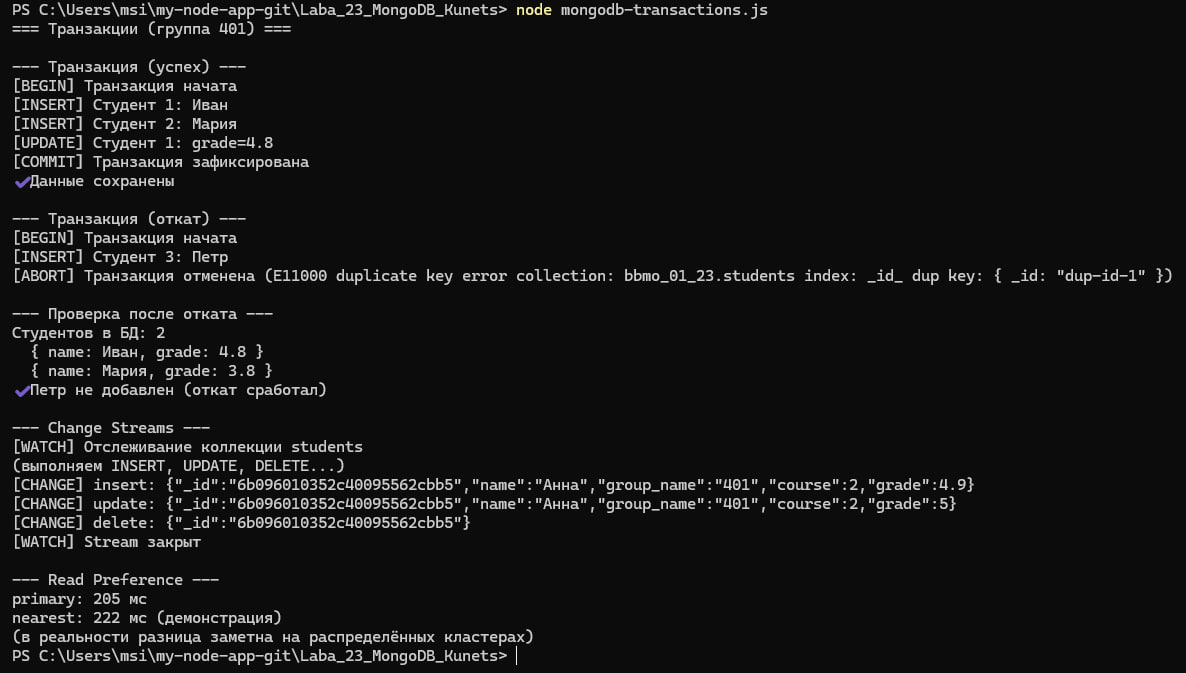 PS C:\Users\msi\my-node-app-git\Laba_23_MongoDB_Kunets> node mongodb-transactions.js
=== Транзакции (группа 401) ===
--- Транзакция (успех) ---
[BEGIN] Транзакция начата
[INSERT] Студент 1: Иван
[INSERT] Студент 2: Мария
[UPDATE] Студент 1: grade=4.8
[COMMIT] Транзакция зафиксирована
✔Данные сохранены
--- Транзакция (откат) ---
[BEGIN] Транзакция начата
[INSERT] Студент 3: Петр
[ABORT] Транзакция отменена (E11000 duplicate key error collection: bbmo_01_23.students index: _id_ dup key: { _id: "dup-id-1" })
--- Проверка после отката ---
Студентов в БД: 2
  { name: Иван, grade: 4.8 }
  { name: Мария, grade: 3.8 }
✔Петр не добавлен (откат сработал)
--- Change Streams ---
[WATCH] Отслеживание коллекции students
(выполняем INSERT, UPDATE, DELETE...)
[CHANGE] insert: {"_id":"6b096010352c40095562cbb5","name":"Анна","group_name":"401","course":2,"grade":4.9}
[CHANGE] update: {"_id":"6b096010352c40095562cbb5","name":"Анна","group_name":"401","course":2,"grade":5}
[CHANGE] delete: {"_id":"6b096010352c40095562cbb5"}
[WATCH] Stream закрыт
--- Read Preference ---
primary: 205 мс
nearest: 222 мс (демонстрация)
(в реальности разница заметна на распределённых кластерах)
PS C:\Users\msi\my-node-app-git\Laba_23_MongoDB_Kunets>